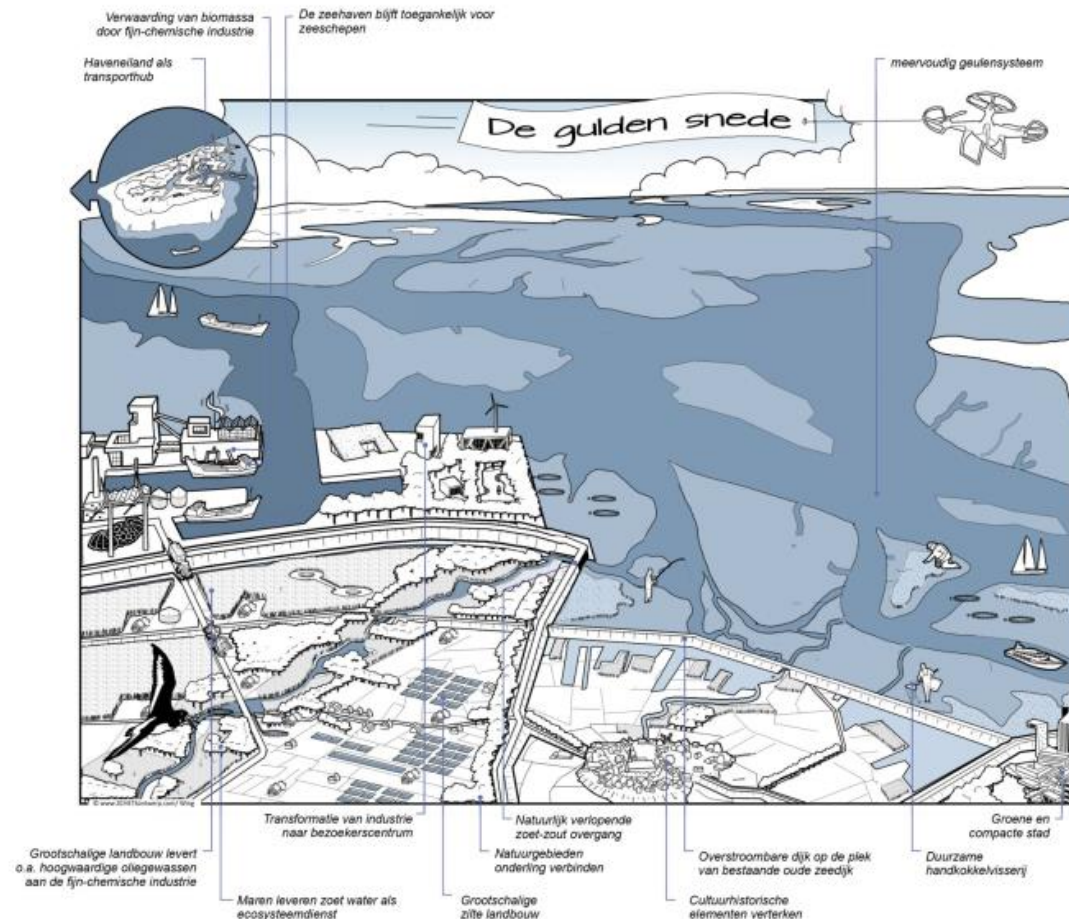 Verwaarding van biomassa
door fijn-chemische industrie
De zeehaven blijft toegankelijk voor
zeeschepen
Haveneiland als
transporthub
meervoudig geulensysteem
De gulden snede
Transformatie van industrie
naar bezoekerscentrum
Natuurlijk verlopende
zoet-zout overgang
Groene en
compacte stad
Grootschalige landbouw levert
o.a. hoogwaardige oliegewassen
aan de fijn-chemische industrie
Natuurgebieden
onderling verbinden
Overstroombare dijk op de plek
van bestaande oude zeedijk
Duurzame
handkokkelvisserij
Maren leveren zoet water als
ecosysteemdienst
Grootschalige
zilte landbouw
Cultuurhistorische
elementen verterken